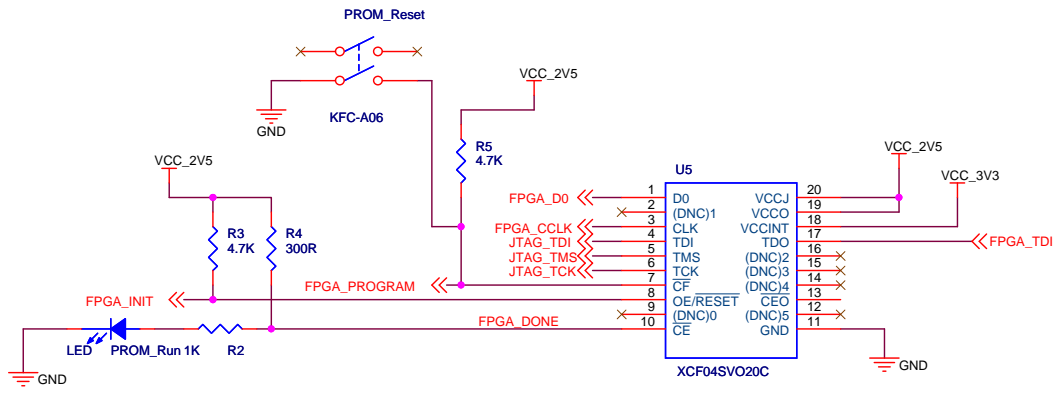 PROM_Reset
KFC-A06
GND
VCC_2V5
R5
4.7K
VCC_2V5
R3
4.7K
R4
300R
FPGA_INIT
FPGA_PROGRAM
FPGA_DONE
LED
PROM_Run
1K
R2
GND
U5
FPGA_D0
1 D0
2 (DNC)1
FPGA_CCLK
3 CLK
JTAG_TDI
4 TDI
JTAG_TMS
5 TMS
JTAG_TCK
6 TCK
7 CF
8 OE/RESET
9 (DNC)0
10 CE
VCCJ 20
VCCO 19
VCCINT 18
TDO 17
(DNC)2 16
(DNC)3 15
(DNC)4 14
CEO 13
(DNC)5 12
GND 11
XCF04SVO20C
VCC_2V5
VCC_3V3
FPGA_TDI
GND